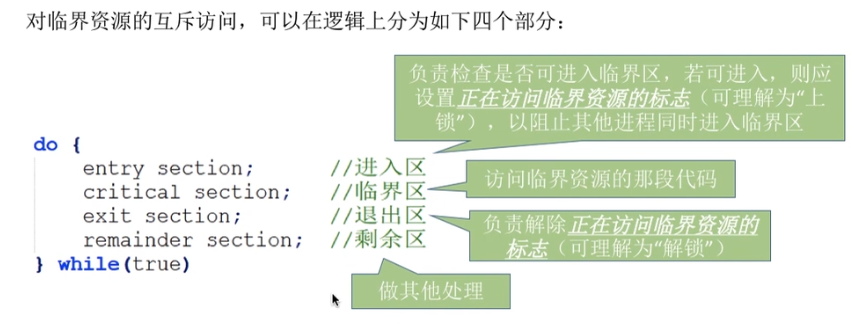 对临界资源的互斥访问，可以在逻辑上分为如下四个部分：
负责检查是否可进入临界区，若可进入，则应
设置正在访问临界资源的标志（可理解为“上
锁”），以阻止其他进程同时进入临界区
do {
entry section; //进入区
critical section; //临界区
访问临界资源的那段代码
exit section; //退出区
负责解除正在访问临界资源的
标志（可理解为“解锁”）
remainder section; //剩余区
} while(true)
做其他处理